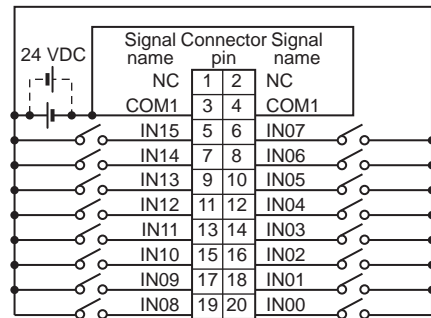 Signal Connector Signal
24 VDC name pin name
NC 1 2 NC
COM1 3 4 COM1
IN15 5 6 IN07
IN14 7 8 IN06
IN13 9 10 IN05
IN12 11 12 IN04
IN11 13 14 IN03
IN10 15 16 IN02
IN09 17 18 IN01
IN08 19 20 IN00